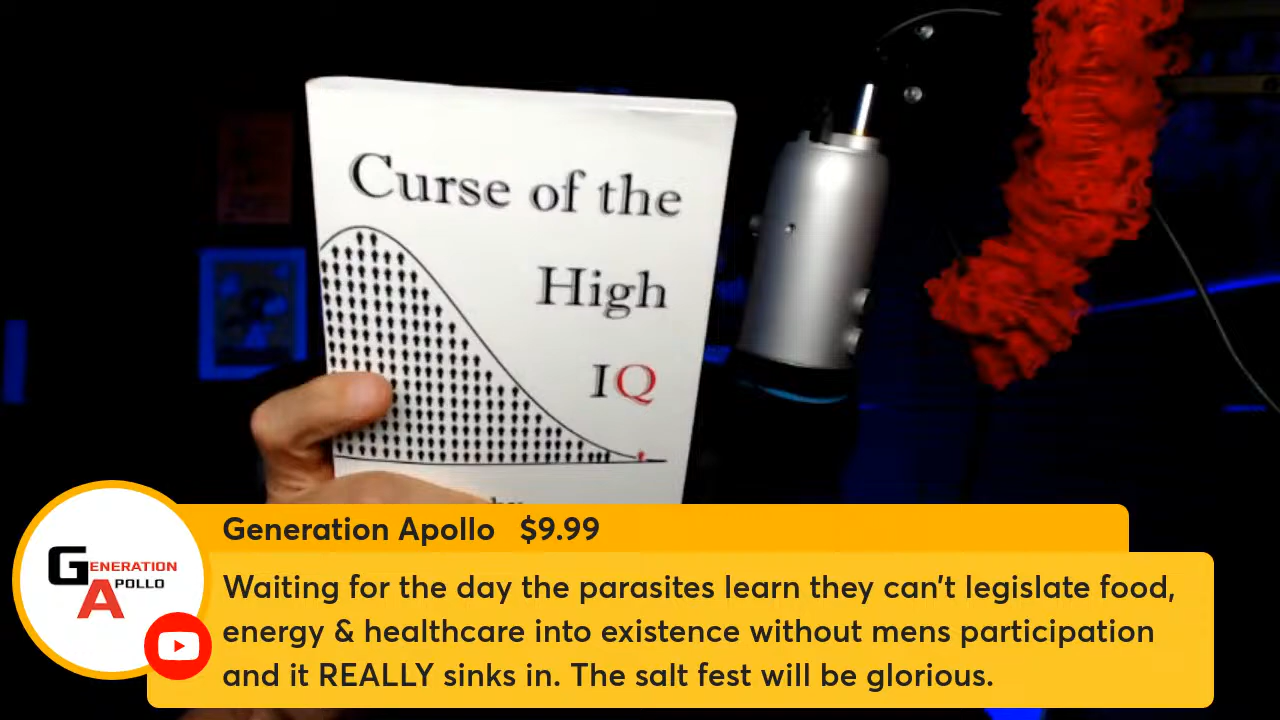 Curse of the
High
IQ
by
Generation Apollo $9.99
GENERATION
APOLLO
Waiting for the day the parasites learn they can't legislate food,
energy & healthcare into existence without mens participation
and it REALLY sinks in. The salt fest will be glorious.